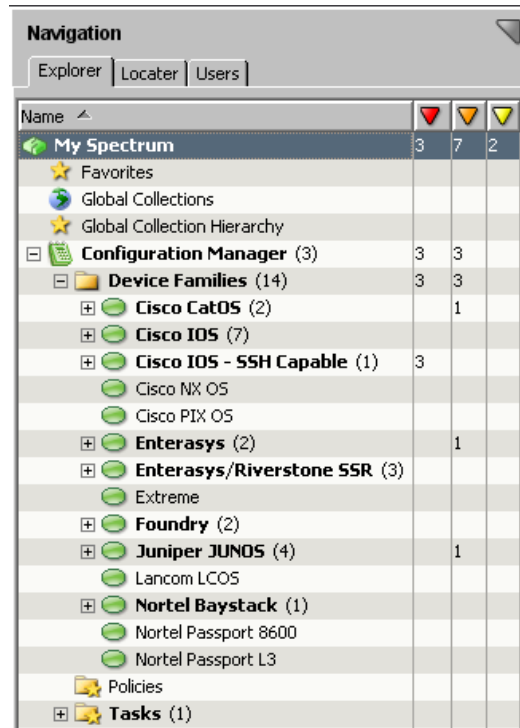 Navigation
Explorer Locater Users
Name
My Spectrum 3 7 2
Favorites
Global Collections
Global Collection Hierarchy
Configuration Manager (3) 3 3
Device Families (14) 3 3
Cisco CatOS (2) 1
Cisco IOS (7)
Cisco IOS - SSH Capable (1) 3
Cisco NX OS
Cisco PIX OS
Enterasys (2) 1
Enterasys/Riverstone SSR (3)
Extreme
Foundry (2)
Juniper JUNOS (4) 1
Lancom LCOS
Nortel Baystack (1)
Nortel Passport 8600
Nortel Passport L3
Policies
Tasks (1)